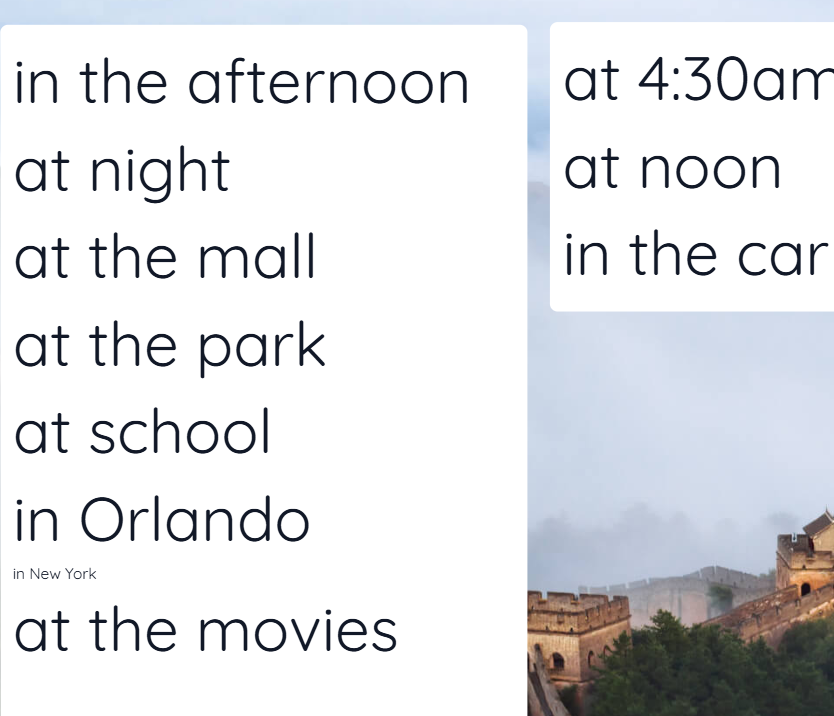 in the afternoon
at night
at the mall
at the park
at school
in Orlando
in New York
at the movies
at 4:30am
at noon
in the car